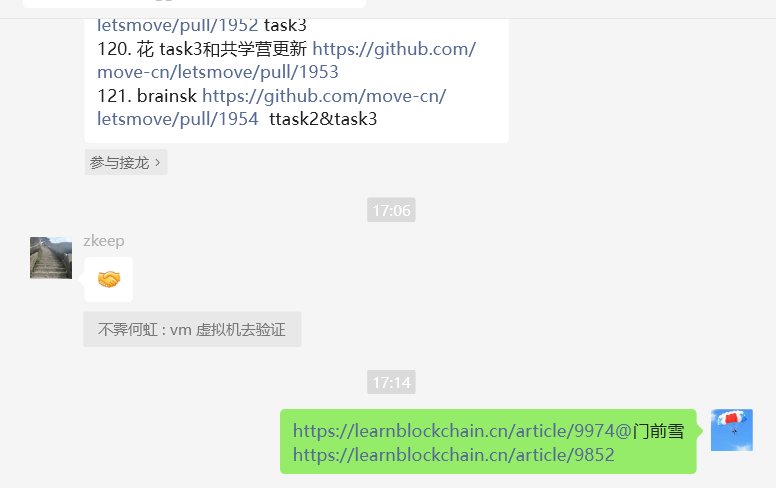 letsmove/pull/1952 task3
120. 花 task3和共学营更新 https://github.com/
move-cn/letsmove/pull/1953
121. brainsk https://github.com/move-cn/
letsmove/pull/1954  ttask2&task3
参与接龙 >
17:06
zkeep
不霁何虹 : vm 虚拟机去验证
17:14
https://learnblockchain.cn/article/9974@门前雪
https://learnblockchain.cn/article/9852